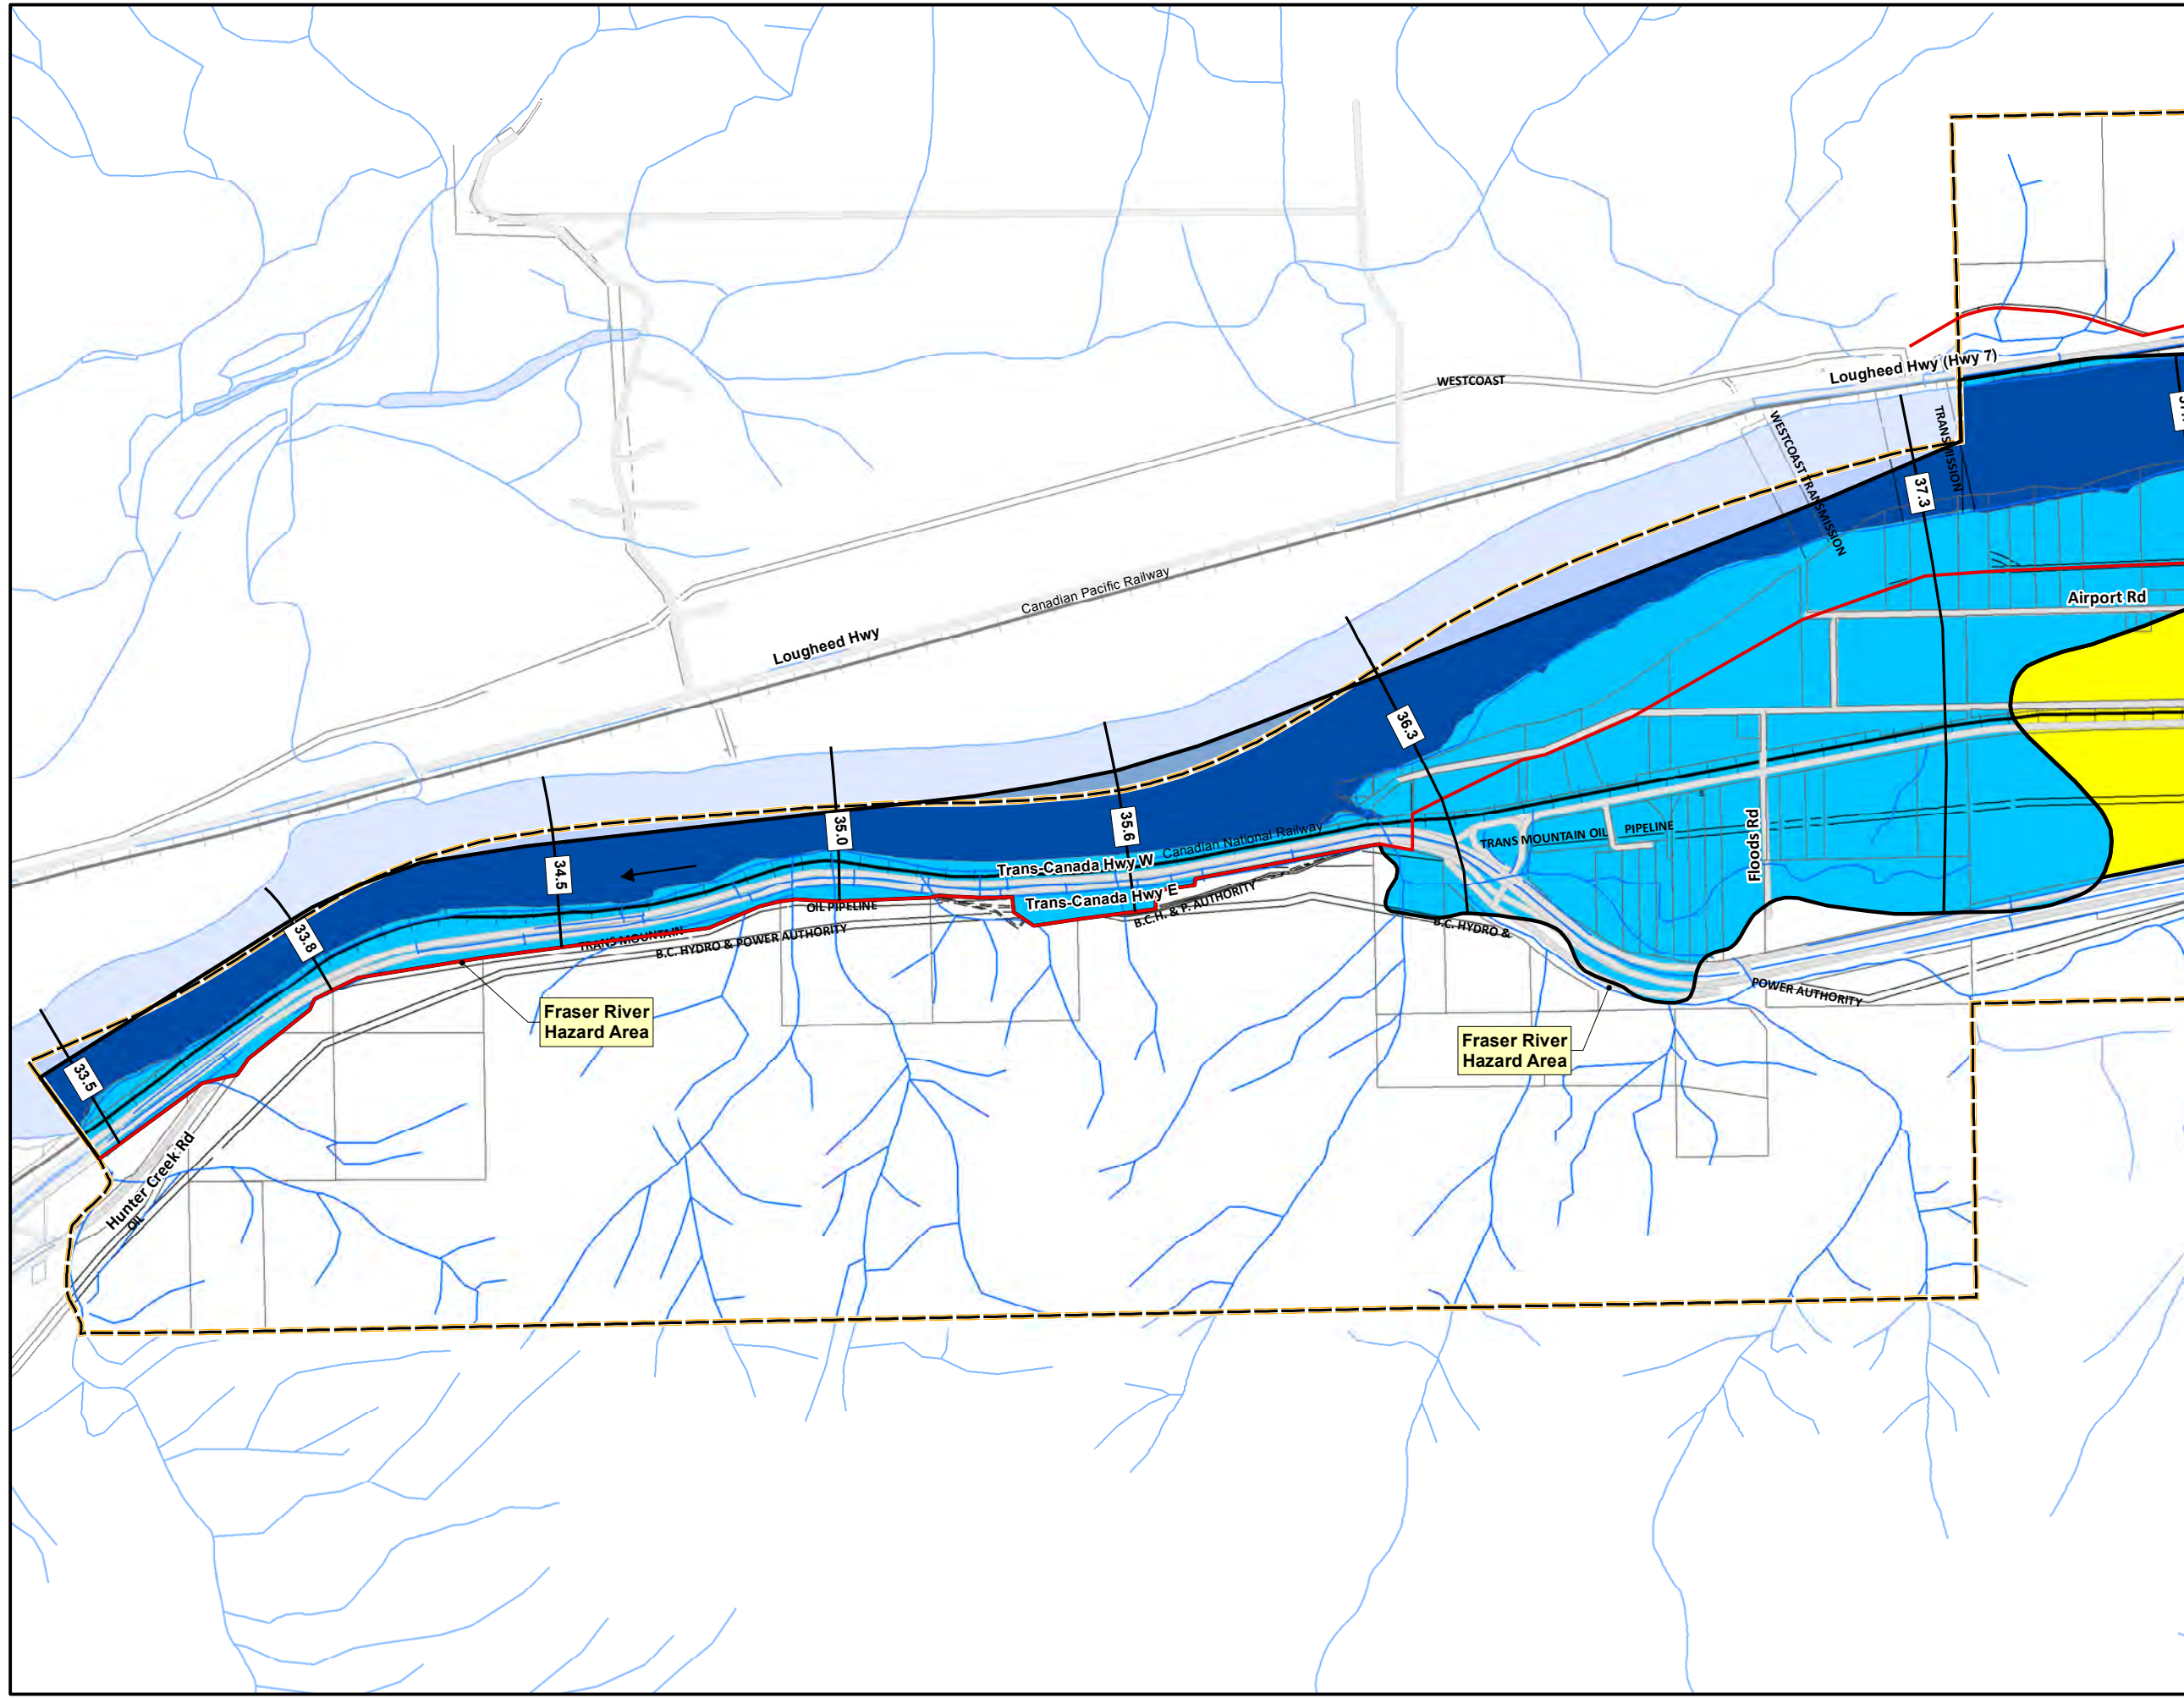 Lougheed Hwy (Hwy 7)
WESTCOAST
TRANSMISSION
WESTCOAST TRANSMISSION
37.3
Canadian Pacific Railway
Airport Rd
Lougheed Hwy
36.3
35.6
35.0
34.5
33.8
33.5
Canadian National Railway
TRANS MOUNTAIN OIL PIPELINE
Floods Rd
Trans-Canada Hwy W
Trans-Canada Hwy E
OIL PIPELINE
B.C.H. & P. AUTHORITY
TRANS MOUNTAIN
B.C. HYDRO & POWER AUTHORITY
B.C. HYDRO &
POWER AUTHORITY
Fraser River
Hazard Area
Fraser River
Hazard Area
Hunter Creek Rd
OIL